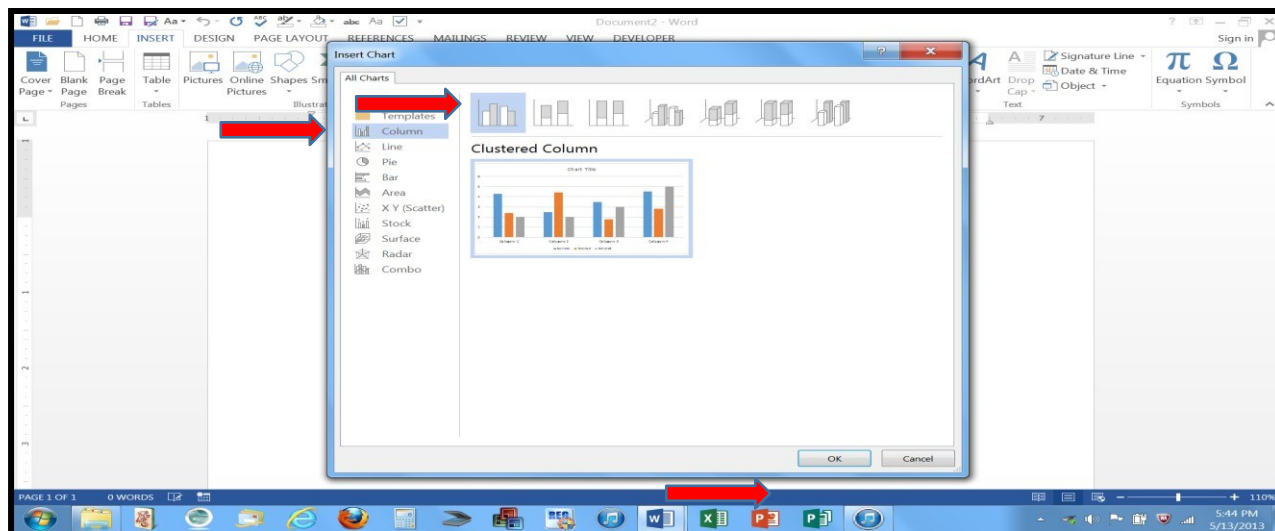 Document2 - Word
FILE HOME INSERT DESIGN PAGE LAYOUT REFERENCES MAILINGS REVIEW VIEW DEVELOPER Sign in
Cover Page
Blank Page
Page Break
Table
Pictures
Online Pictures
Shapes
Drop Cap
Signature Line
Date & Time
Object
Equation
Symbol
Pages
Tables
Text
Symbols
Insert Chart
All Charts
Templates
Column
Line
Pie
Bar
Area
X Y (Scatter)
Stock
Surface
Radar
Combo
Clustered Column
Chart Title
OK
Cancel
PAGE 1 OF 1 0 WORDS 110%
5:44 PM
5/13/2013